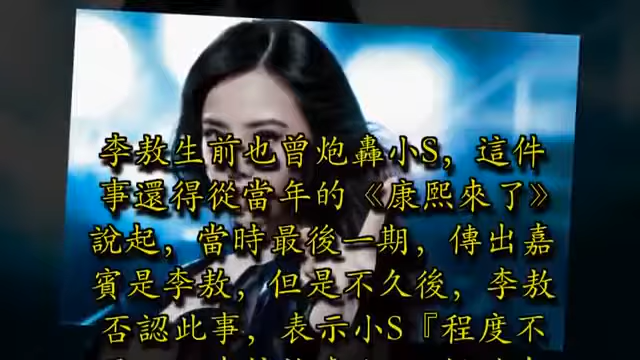 李敖生前也曾炮轟小S，這件
事還得從當年的《康熙來了》
說起，當時最後一期，傳出嘉
賓是李敖，但是不久後，李敖
否認此事，表示小S『程度不